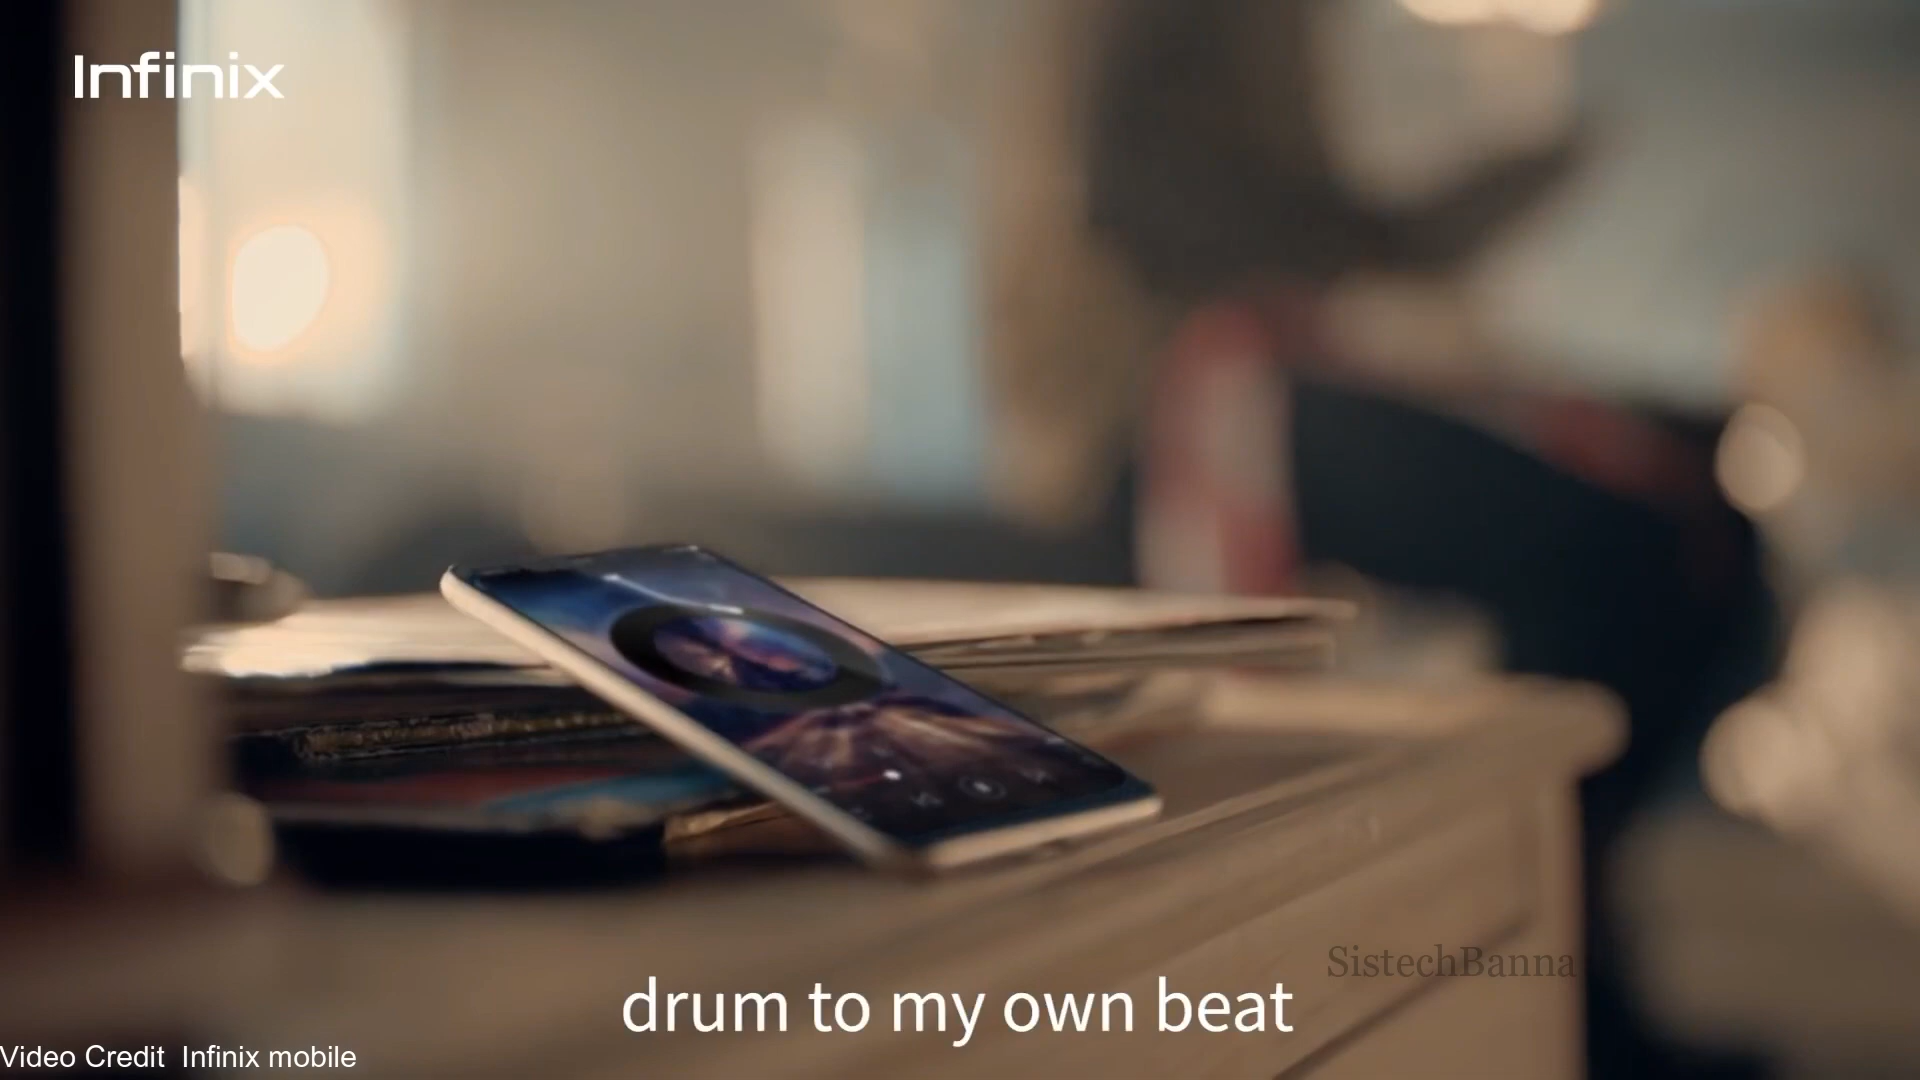 Infinix
SistechBanna
drum to my own beat
Video Credit Infinix mobile